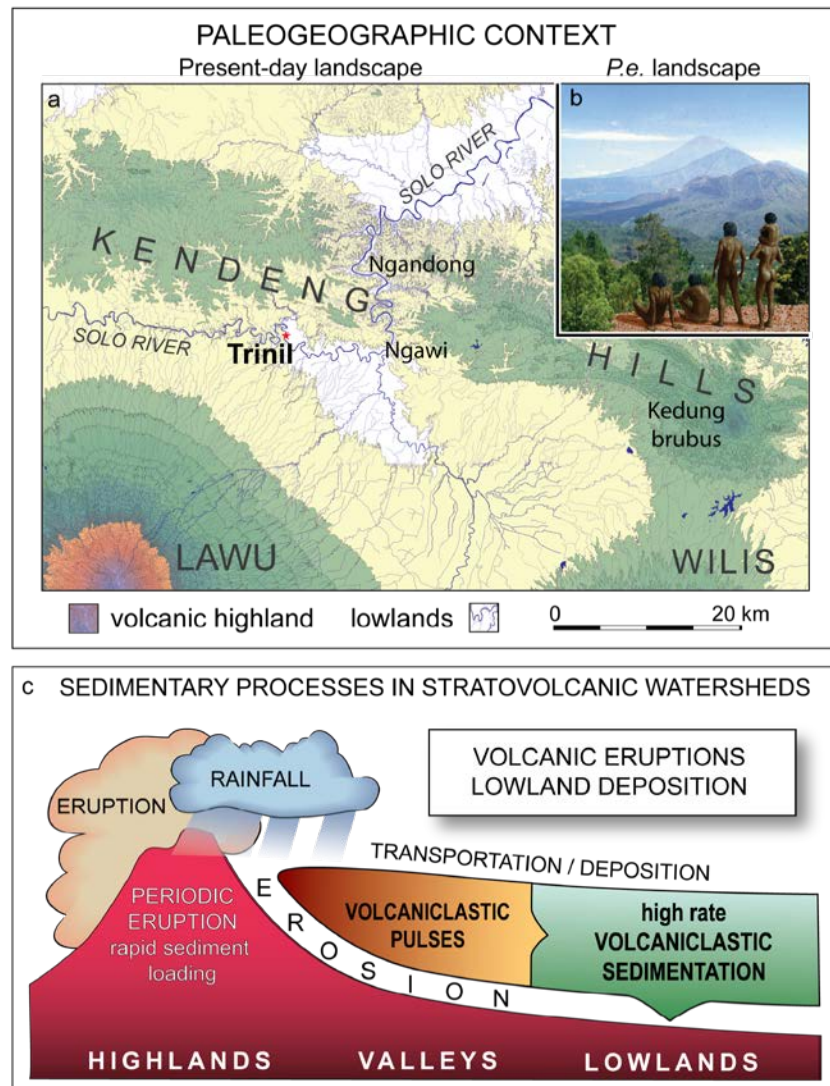 PALEOGEOGRAPHIC CONTEXT
Present-day landscape
P.e. landscape
a
b
SOLO RIVER
KENDENG
Ngandong
SOLO RIVER
Trinil
Ngawi
HILLS
Kedung
brubus
LAWU
WILIS
volcanic highland
lowlands
0 20 km
c SEDIMENTARY PROCESSES IN STRATOVOLCANIC WATERSHEDS
VOLCANIC ERUPTIONS
LOWLAND DEPOSITION
RAINFALL
ERUPTION
TRANSPORTATION / DEPOSITION
PERIODIC
ERUPTION
rapid sediment
loading
EROSION
VOLCANICLASTIC
PULSES
high rate
VOLCANICLASTIC
SEDIMENTATION
HIGHLANDS VALLEYS LOWLANDS